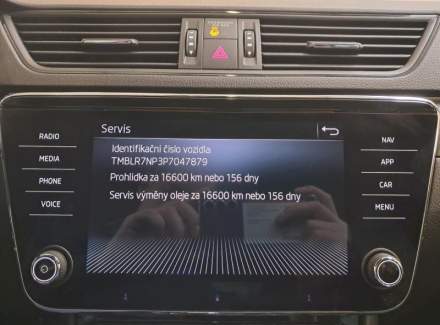 Servis
RADIO
MEDIA
PHONE
VOICE
Identifikační číslo vozidla
TMBLR7NP3P7047879
Prohlídka za 16600 km nebo 156 dny
Servis výměny oleje za 16600 km nebo 156 dny
NAV
APP
CAR
MENU